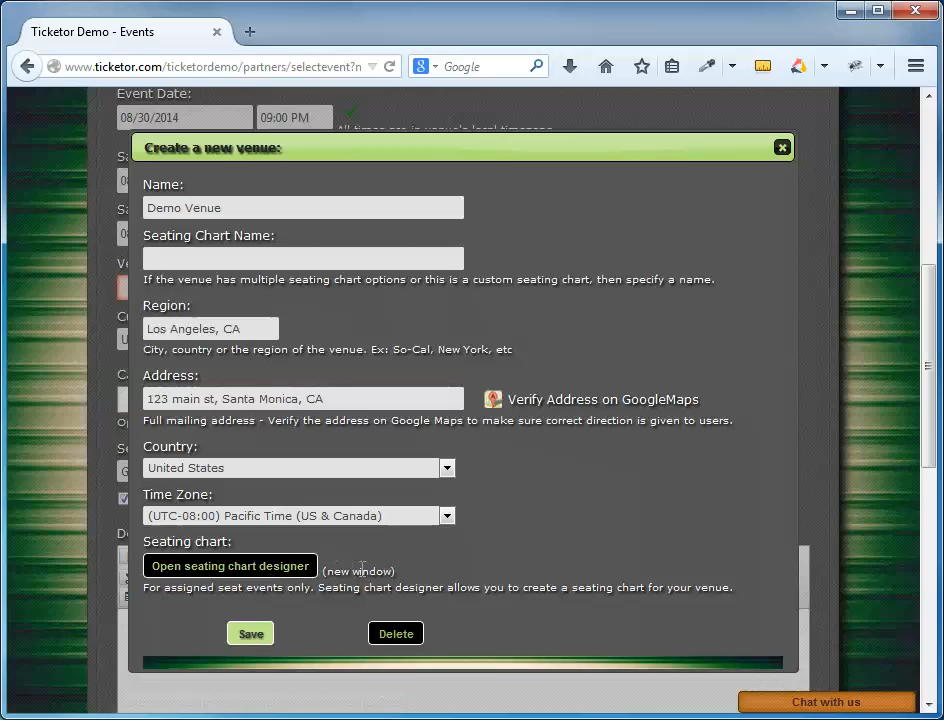 Ticketor Demo - Events
www.ticketor.com/ticketordemo/partners/selectevent?n
Google
Event Date:
08/30/2014 09:00 PM
All times are in venue's local timezone
Create a new venue:
Name:
Demo Venue
Seating Chart Name:
If the venue has multiple seating chart options or this is a custom seating chart, then specify a name.
Region:
Los Angeles, CA
City, country or the region of the venue. Ex: So-Cal, New York, etc
Address:
123 main st, Santa Monica, CA
Verify Address on GoogleMaps
Full mailing address - Verify the address on Google Maps to make sure correct direction is given to users.
Country:
United States
Time Zone:
(UTC-08:00) Pacific Time (US & Canada)
Seating chart:
Open seating chart designer (new window)
For assigned seat events only. Seating chart designer allows you to create a seating chart for your venue.
Save Delete
Chat with us